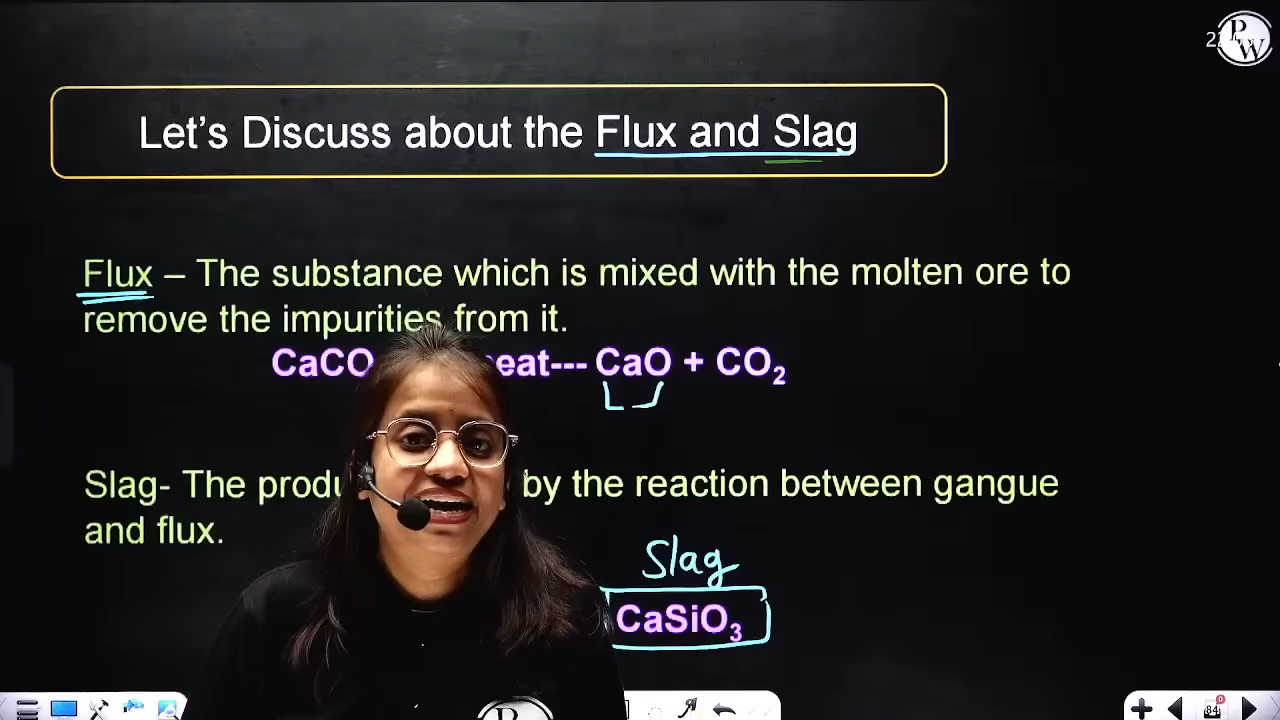 P
W
Let's Discuss about the Flux and Slag
Flux – The substance which is mixed with the molten ore to
remove the impurities from it.
CaCO eat--- CaO + CO₂
Slag- The produ by the reaction between gangue
and flux.
Slag
CaSiO₃
84